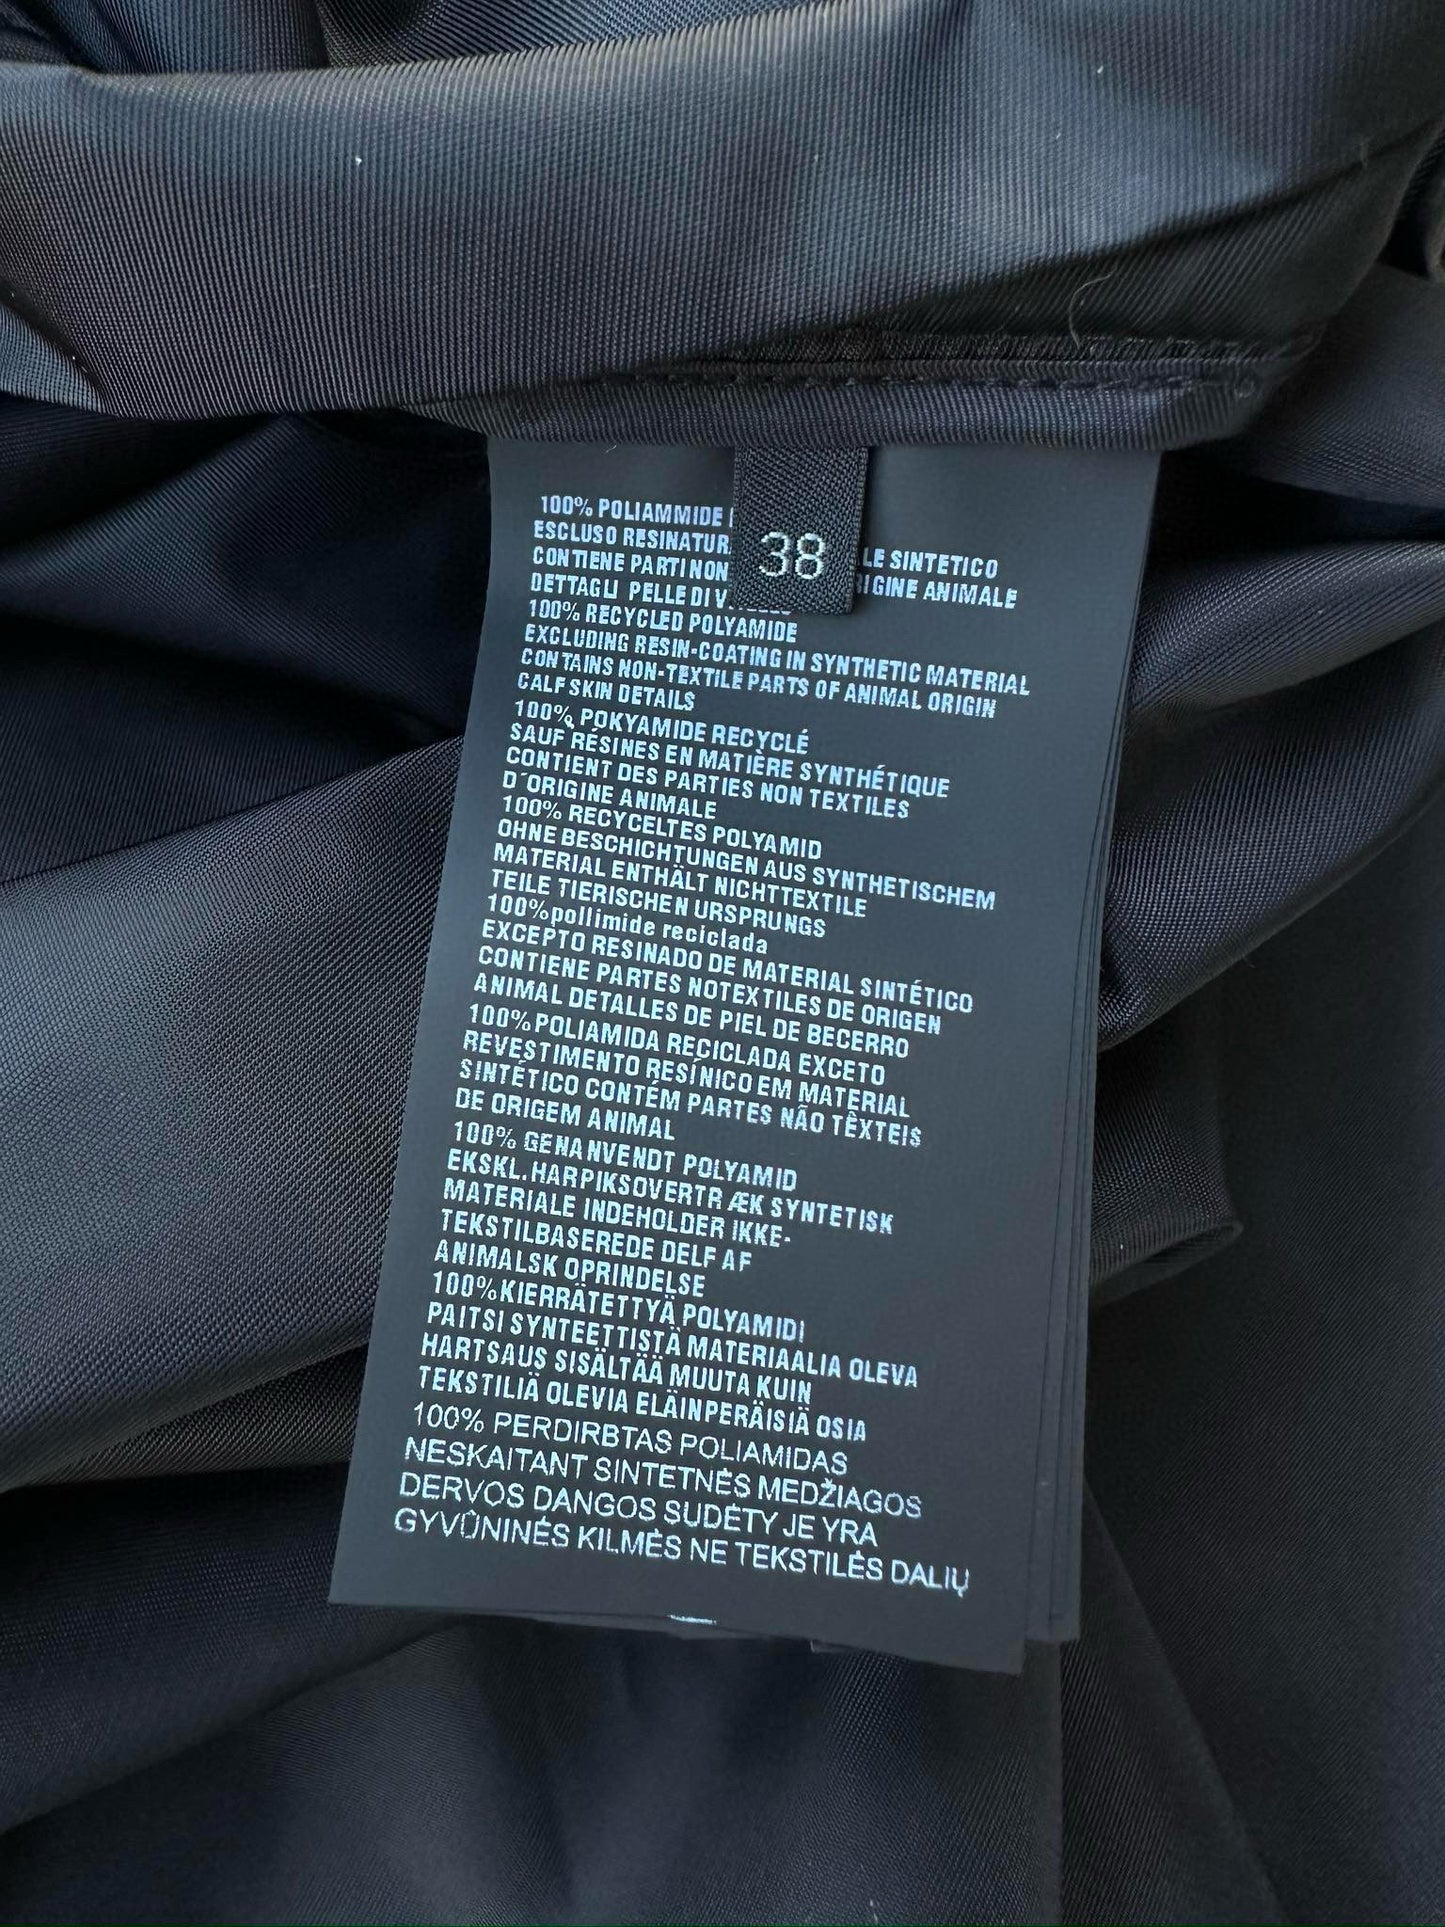 38
100% POLIAMMIDE
ESCLUSO LE SINTETICO
CONTIENE PARTI NON ANIMALE
DETTAGLI PELLE DI
100% RECYCLED POLYAMIDE
EXCLUDING RESIN-COATING IN SYNTHETIC MATERIAL
CONTAINS NON-TEXTILE PARTS OF ANIMAL ORIGIN
CALF SKIN DETAILS
100% POKYAMIDE RECYCLÉ
SAUF RÉSINES EN MATIÈRE SYNTHÉTIQUE
CONTIENT DES PARTIES NON TEXTILES
D´ORIGINE ANIMALE
100% RECYCELTES POLYAMID
OHNE BESCHICHTUNGEN AUS SYNTHETISCHEM
MATERIAL ENTHÄLT NICHTTEXTILE
TEILE TIERISCHEN URSPRUNGS
100%pollimide reciclada
EXCEPTO RESINADO DE MATERIAL SINTÉTICO
CONTIENE PARTES NOTEXTILES DE ORIGEN
ANIMAL DETALLES DE PIEL DE BECERRO
100%POLIAMIDA RECICLADA EXCETO
REVESTIMENTO RESÍNICO EM MATERIAL
SINTÉTICO CONTÉM PARTES NÃO TÊXTEIS
DE ORIGEM ANIMAL
100% GENANVENDT POLYAMID
EKSKL.HARPIKSOVERTRÆK SYNTETISK
MATERIALE INDEHOLDER IKKE-
TEKSTILBASEREDE DELF AF
ANIMALSK OPRINDELSE
100%KIERRÄTETTYÄ POLYAMIDI
PAITSI SYNTEETTISTÄ MATERIAALIA OLEVA
HARTSAUS SISÄLTÄÄ MUUTA KUIN
TEKSTILIÄ OLEVIA ELÄINPERÄISIÄ OSIA
100% PERDIRBTAS POLIAMIDAS
NESKAITANT SINTETNĖS MEDŽIAGOS
DERVOS DANGOS SUDĖTY JE YRA
GYVŪNINĖS KILMĖS NE TEKSTILĖS DALIŲ